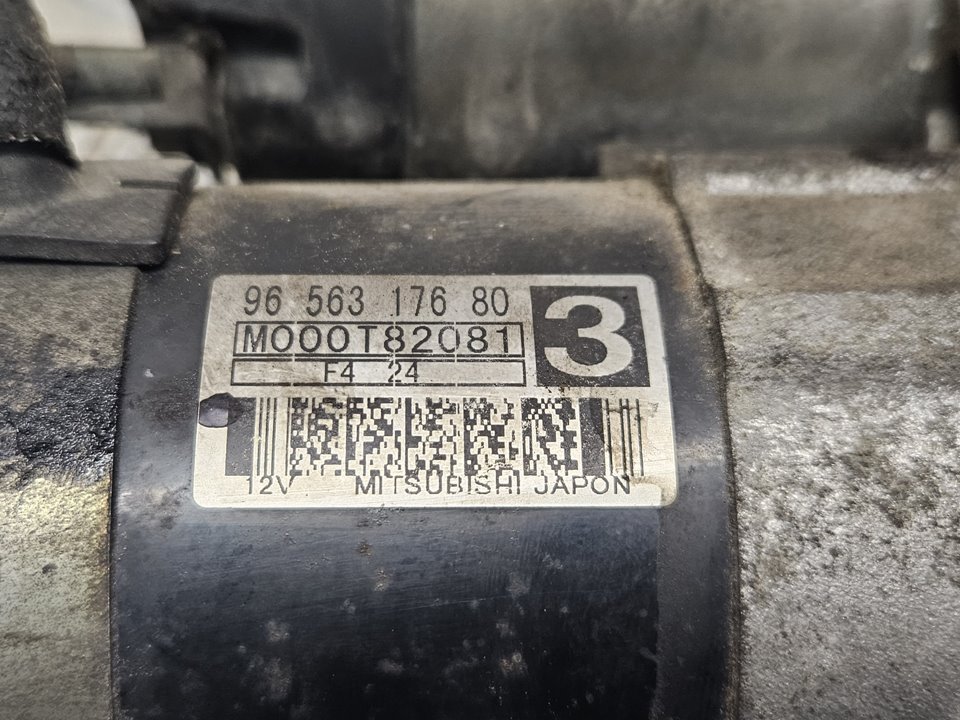 96 563 176 80
M000T82081
3
F4 24
12V MITSUBISHI JAPON